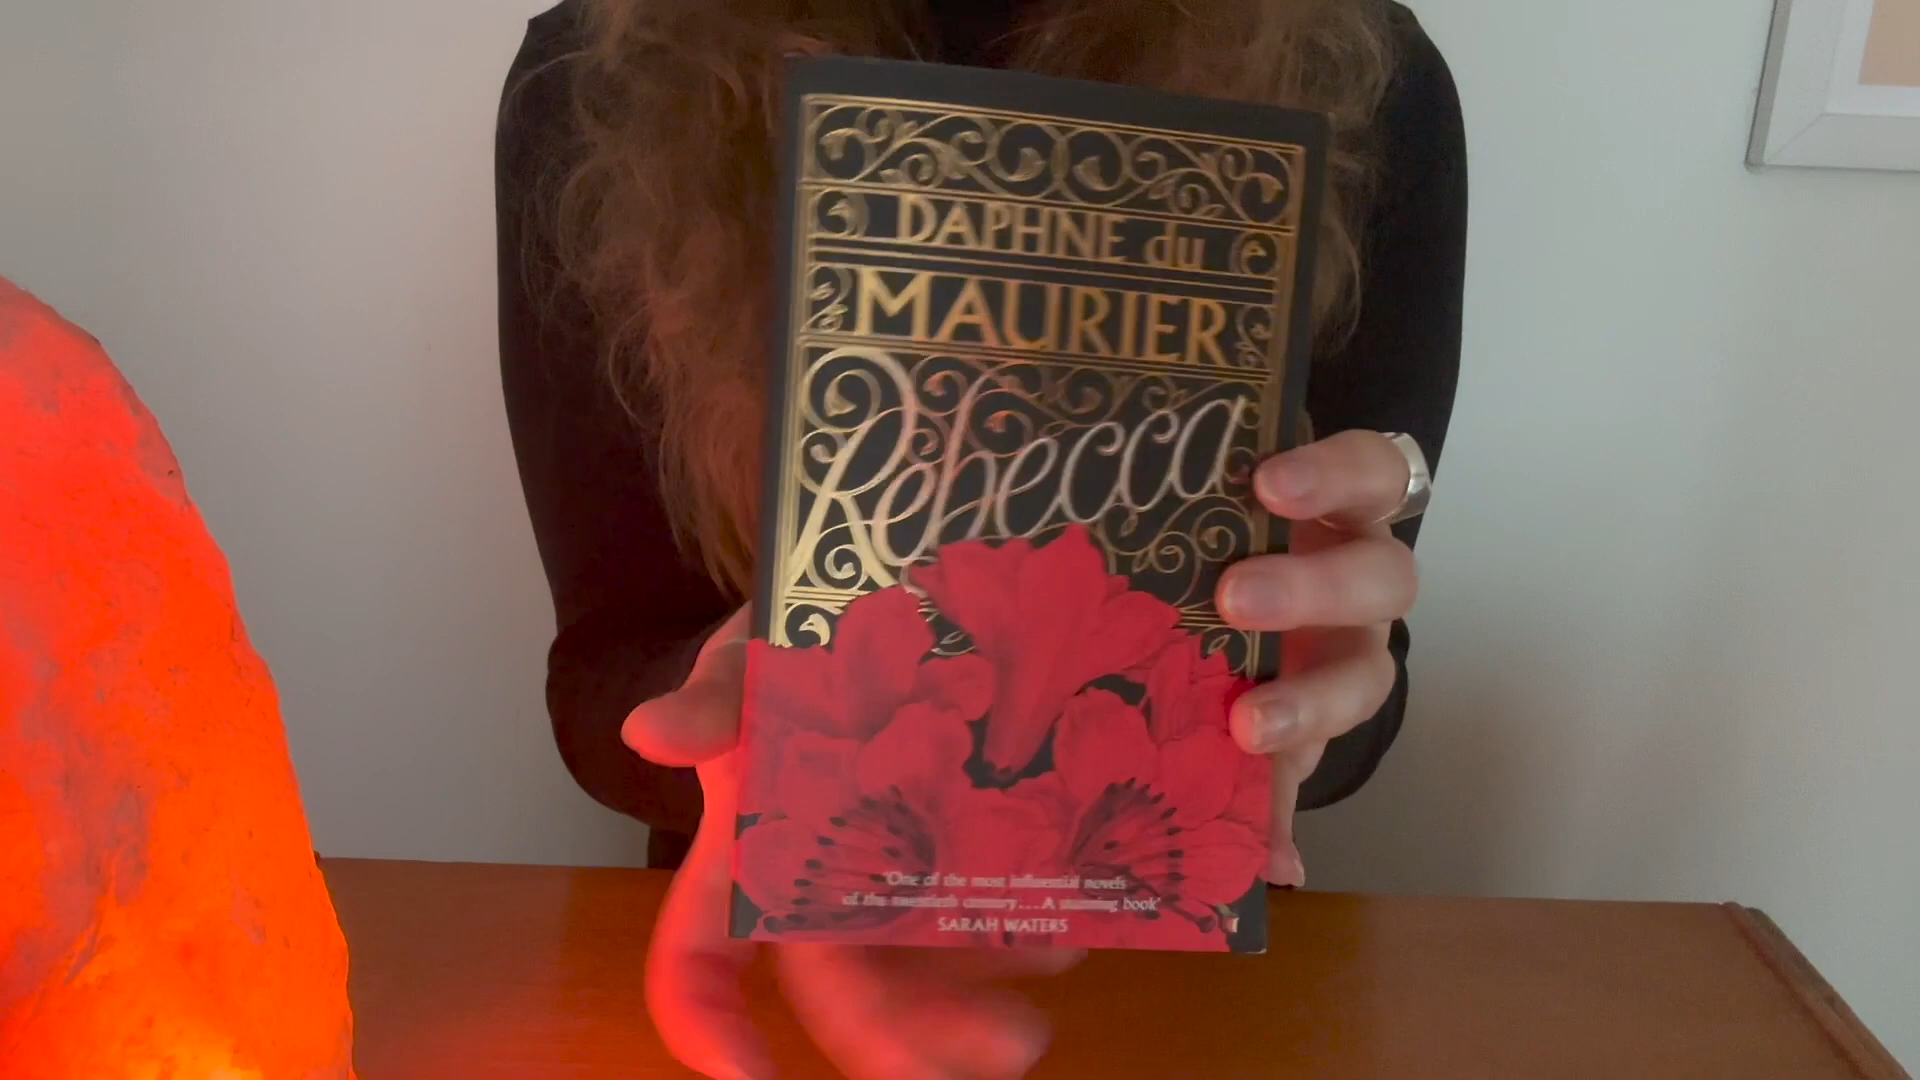 DAPHNE du
MAURIER
Rebecca
'One of the most influential novels
of the twentieth century...A stunning book'
SARAH WATERS